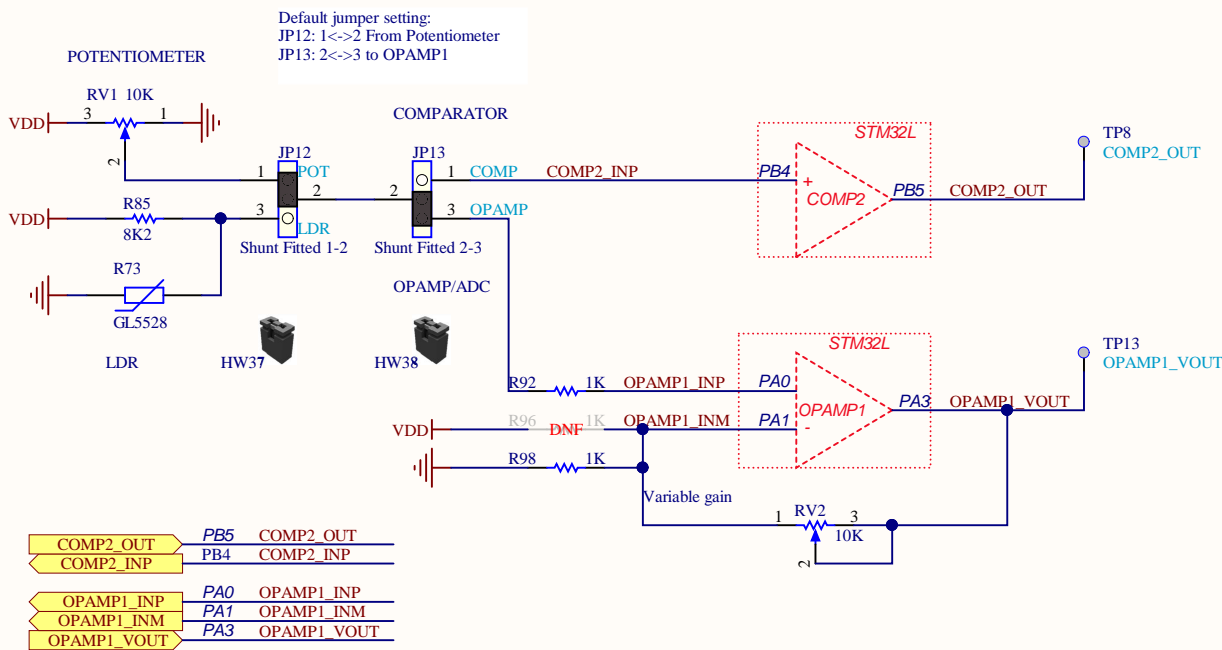 Default jumper setting:
JP12: 1<->2 From Potentiometer
JP13: 2<->3 to OPAMP1
POTENTIOMETER
RV1 10K
VDD
3
1
2
COMPARATOR
JP12
1
POT
2
3
LDR
Shunt Fitted 1-2
JP13
1
COMP
COMP2_INP
2
3
OPAMP
Shunt Fitted 2-3
STM32L
PB4
+
COMP2
PB5
COMP2_OUT
TP8
COMP2_OUT
VDD
R85
8K2
R73
GL5528
LDR
HW37
OPAMP/ADC
HW38
R92
1K
OPAMP1_INP
PA0
STM32L
OPAMP1
-
PA3
OPAMP1_VOUT
TP13
OPAMP1_VOUT
VDD
R96
DNF
1K
OPAMP1_INM
PA1
R98
1K
Variable gain
1
RV2
3
10K
2
COMP2_OUT
PB5
COMP2_OUT
COMP2_INP
PB4
COMP2_INP
OPAMP1_INP
PA0
OPAMP1_INP
OPAMP1_INM
PA1
OPAMP1_INM
OPAMP1_VOUT
PA3
OPAMP1_VOUT